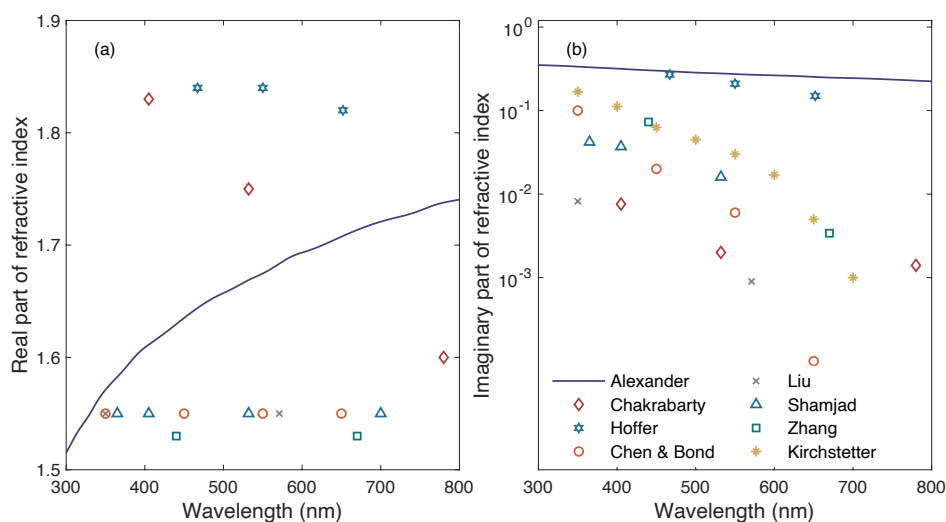 (a)
Real part of refractive index
1.9
1.8
1.7
1.6
1.5
300 400 500 600 700 800
Wavelength (nm)
(b)
Imaginary part of refractive index
10^0
10^-1
10^-2
10^-3
300 400 500 600 700 800
Wavelength (nm)
Alexander
Chakrabarty
Hoffer
Chen & Bond
Liu
Shamjad
Zhang
Kirchstetter